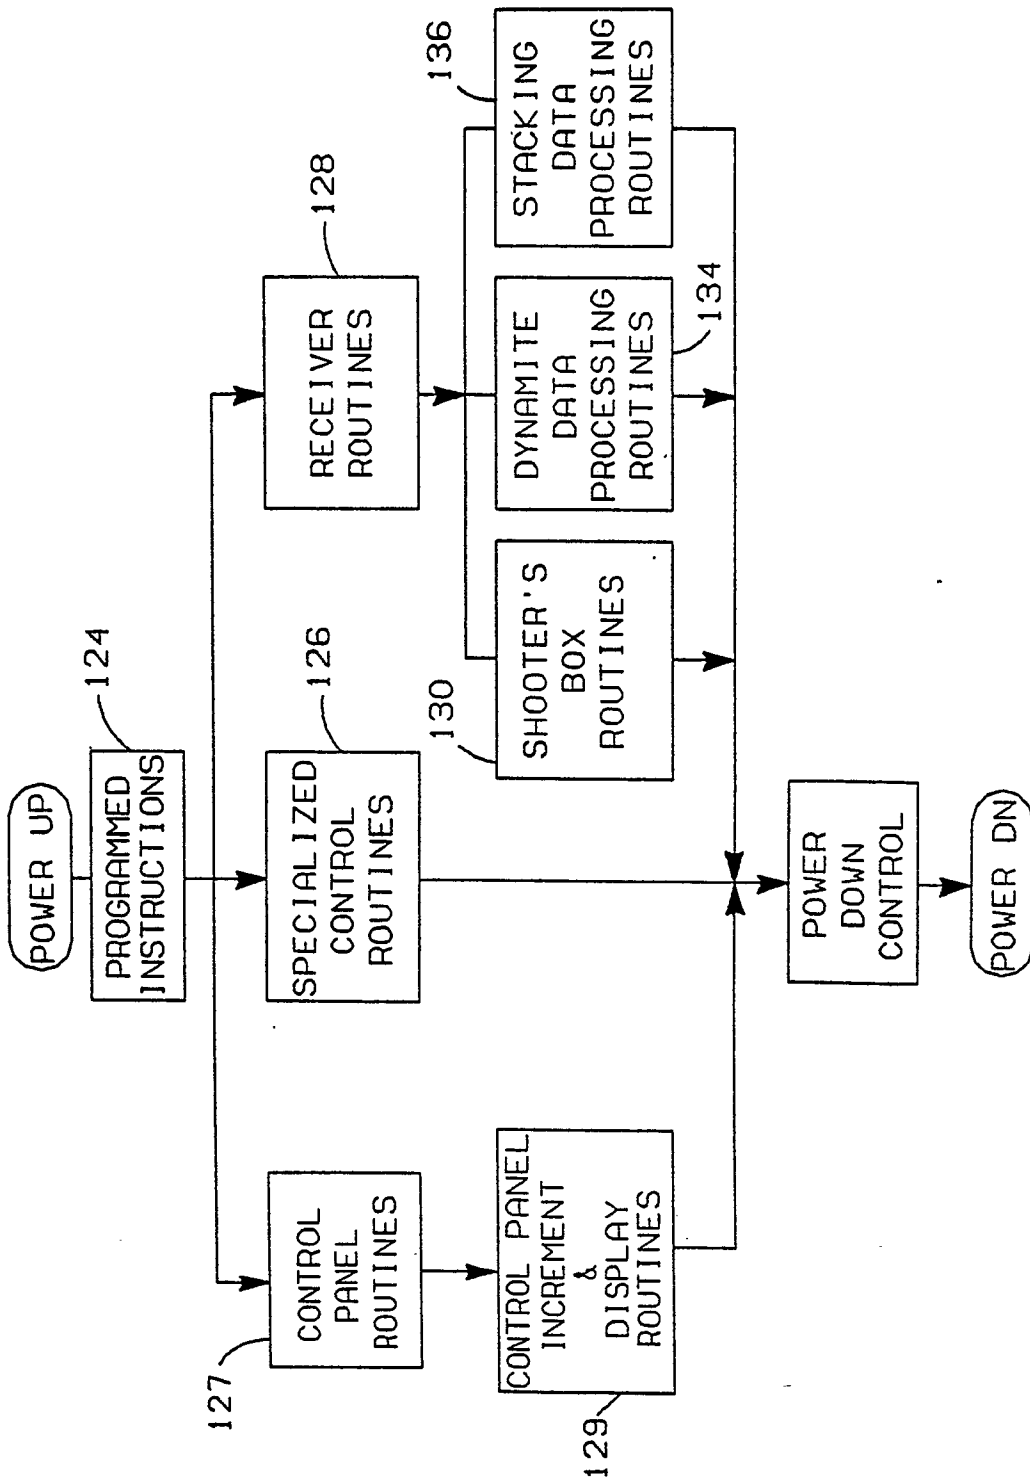 POWER UP
PROGRAMMED
INSTRUCTIONS
124
CONTROL
PANEL
ROUTINES
127
SPECIALIZED
CONTROL
ROUTINES
126
RECEIVER
ROUTINES
128
CONTROL PANEL
INCREMENT
&
DISPLAY
ROUTINES
129
130
SHOOTER'S
BOX
ROUTINES
DYNAMITE
DATA
PROCESSING
ROUTINES
134
136
STACKING
DATA
PROCESSING
ROUTINES
POWER
DOWN
CONTROL
POWER DN